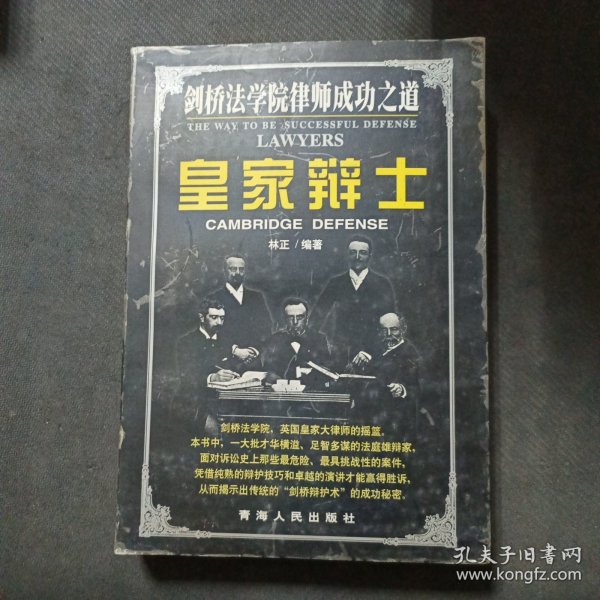 剑桥法学院律师成功之道
THE WAY TO BE SUCCESSFUL DEFENSE
LAWYERS
皇家辩士
CAMBRIDGE DEFENSE
林正 / 编著
剑桥法学院，英国皇家大律师的摇篮。
本书中，一大批才华横溢、足智多谋的法庭雄辩家，
面对诉讼史上那些最危险、最具挑战性的案件，
凭借纯熟的辩护技巧和卓越的演讲才能赢得胜诉，
从而揭示出传统的“剑桥辩护术”的成功秘密。
青海人民出版社
孔夫子旧书网
www.kongfz.com